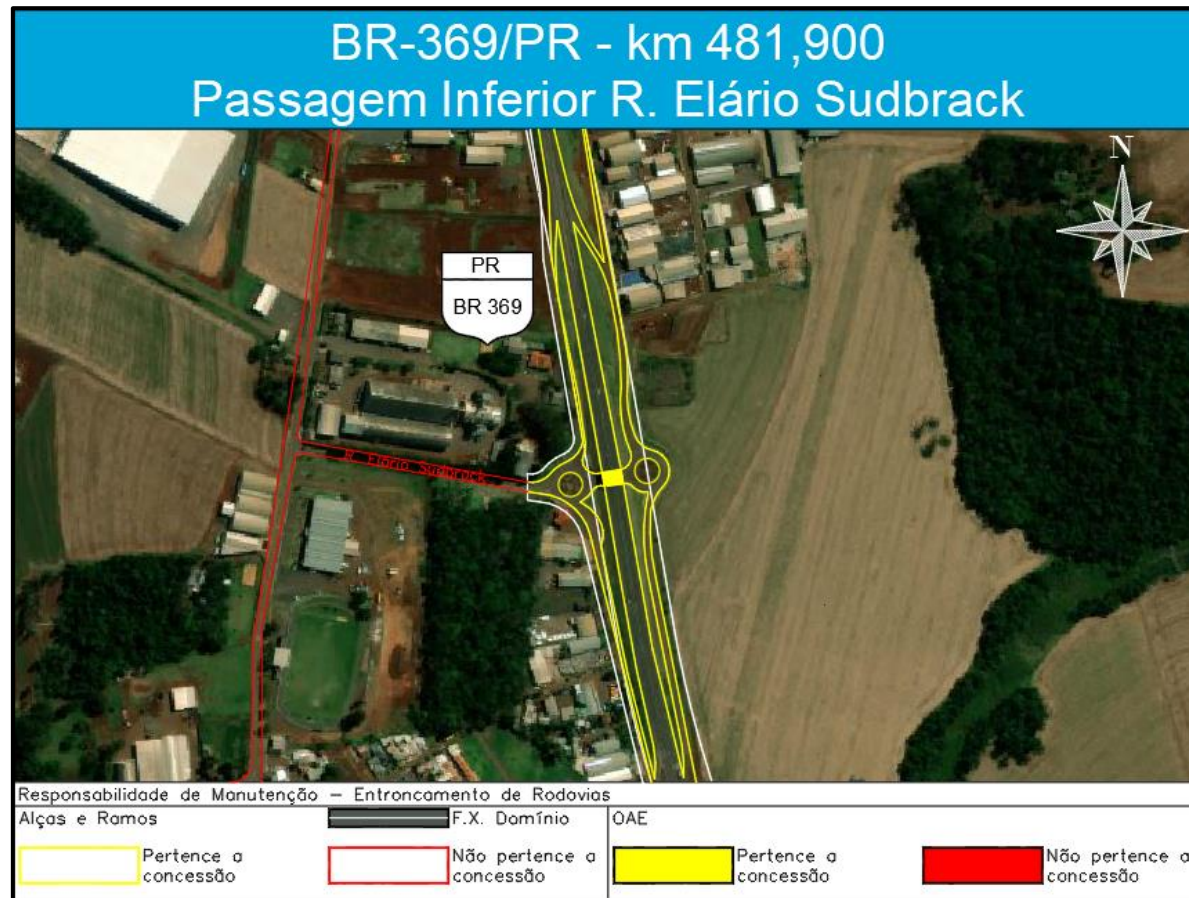 BR-369/PR - km 481,900
Passagem Inferior R. Elário Sudbrack
N
PR
BR 369
R. Elário Sudbrack
Responsabilidade de Manutenção – Entroncamento de Rodovias
Alças e Ramos
F.X. Domínio
OAE
Pertence a
concessão
Não pertence a
concessão
Pertence a
concessão
Não pertence a
concessão